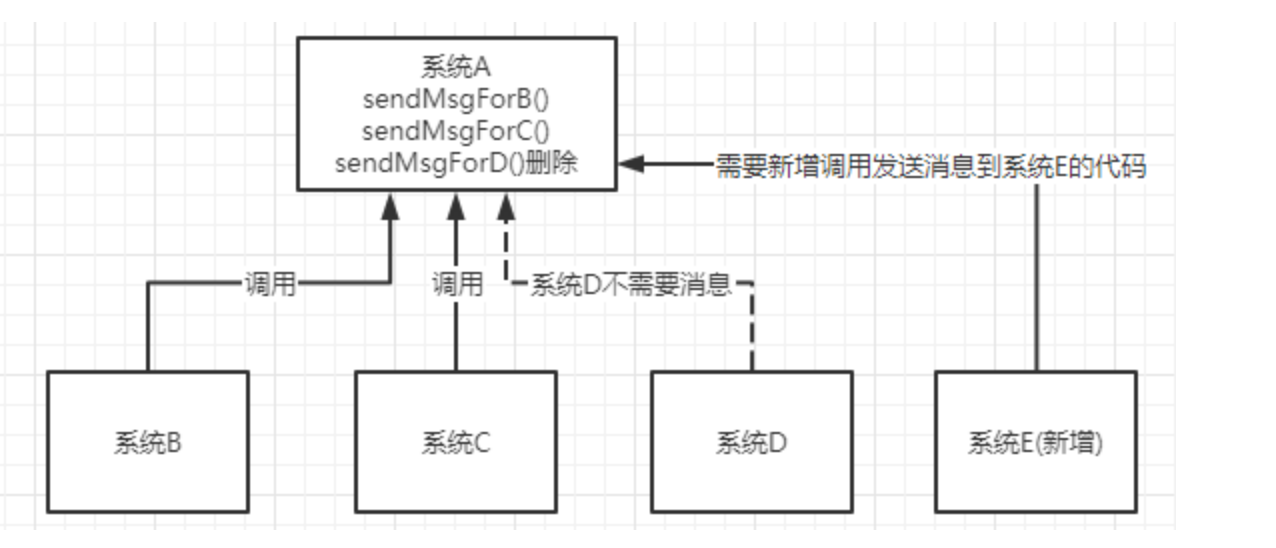 系统A
sendMsgForB()
sendMsgForC()
sendMsgForD()删除
需要新增调用发送消息到系统E的代码
调用
调用
系统D不需要消息
系统B
系统C
系统D
系统E(新增)